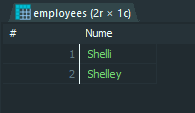 employees (2r × 1c)
# Nume
1 Shelli
2 Shelley